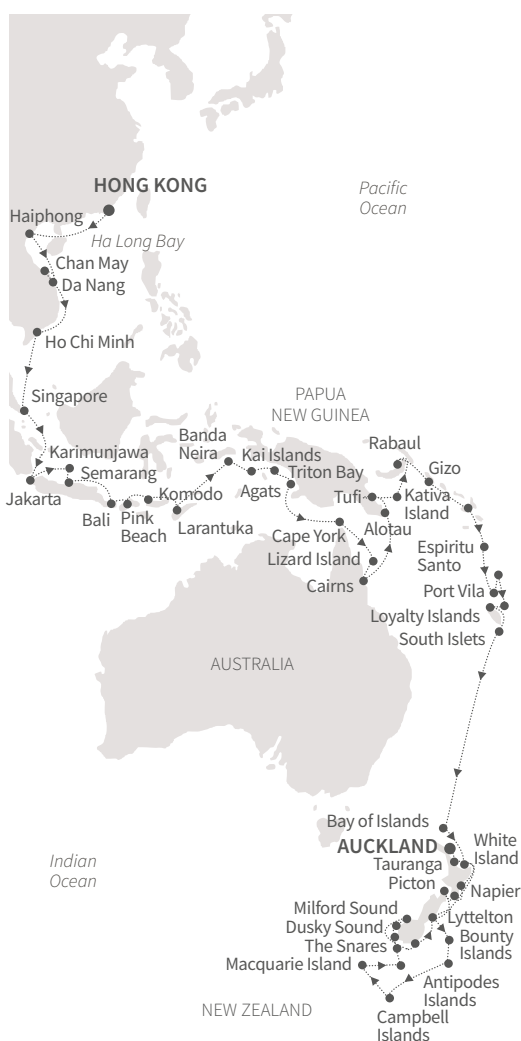 HONG KONG
Pacific
Ocean
Haiphong
Ha Long Bay
Chan May
Da Nang
Ho Chi Minh
Singapore
PAPUA
NEW GUINEA
Banda
Neira
Rabaul
Karimunjawa
Kai Islands
Gizo
Semarang
Triton Bay
Jakarta
Komodo
Agats
Tufi
Kativa
Island
Bali
Pink
Beach
Larantuka
Cape York
Alotau
Lizard Island
Espiritu
Santo
Cairns
Port Vila
Loyalty Islands
South Islets
AUSTRALIA
Bay of Islands
AUCKLAND
White
Island
Indian
Ocean
Tauranga
Picton
Napier
Milford Sound
Lyttelton
Dusky Sound
Bounty
Islands
The Snares
Macquarie Island
Antipodes
Islands
NEW ZEALAND
Campbell
Islands